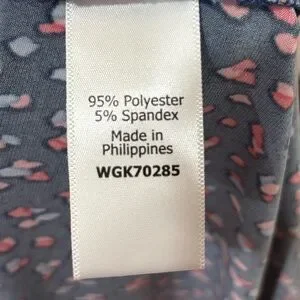 95% Polyester
5% Spandex
Made in
Philippines
WGK70285